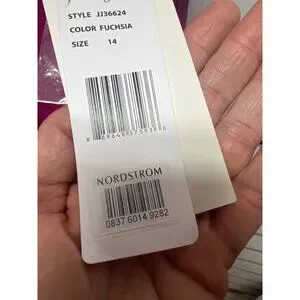 STYLE JJ36624
COLOR FUCHSIA
SIZE 14
NORDSTROM
0837 6014 9282